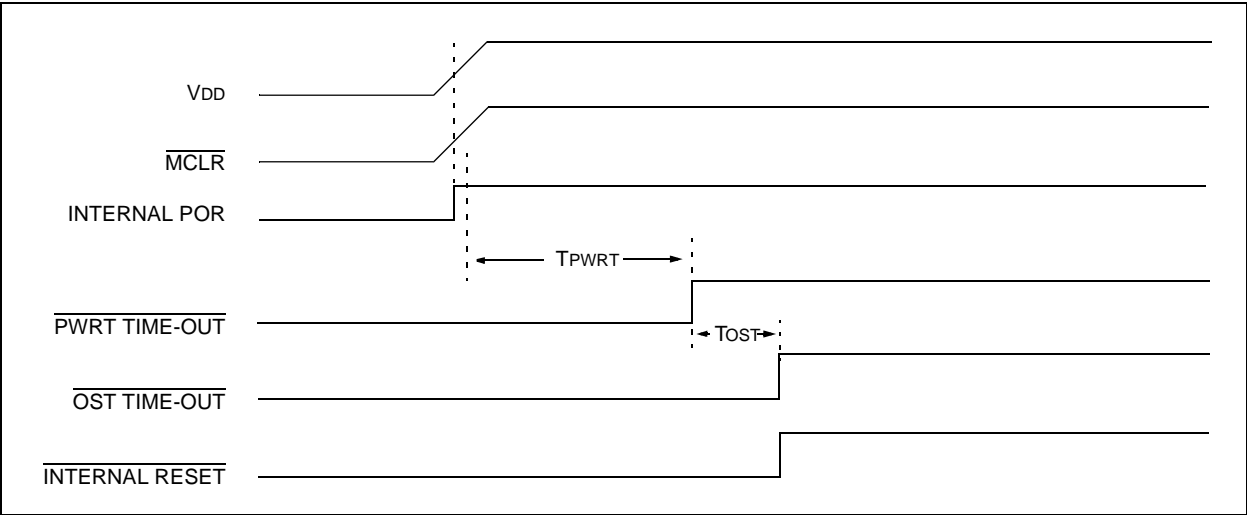 VDD
MCLR
INTERNAL POR
TPWRT
PWRT TIME-OUT
TOST
OST TIME-OUT
INTERNAL RESET